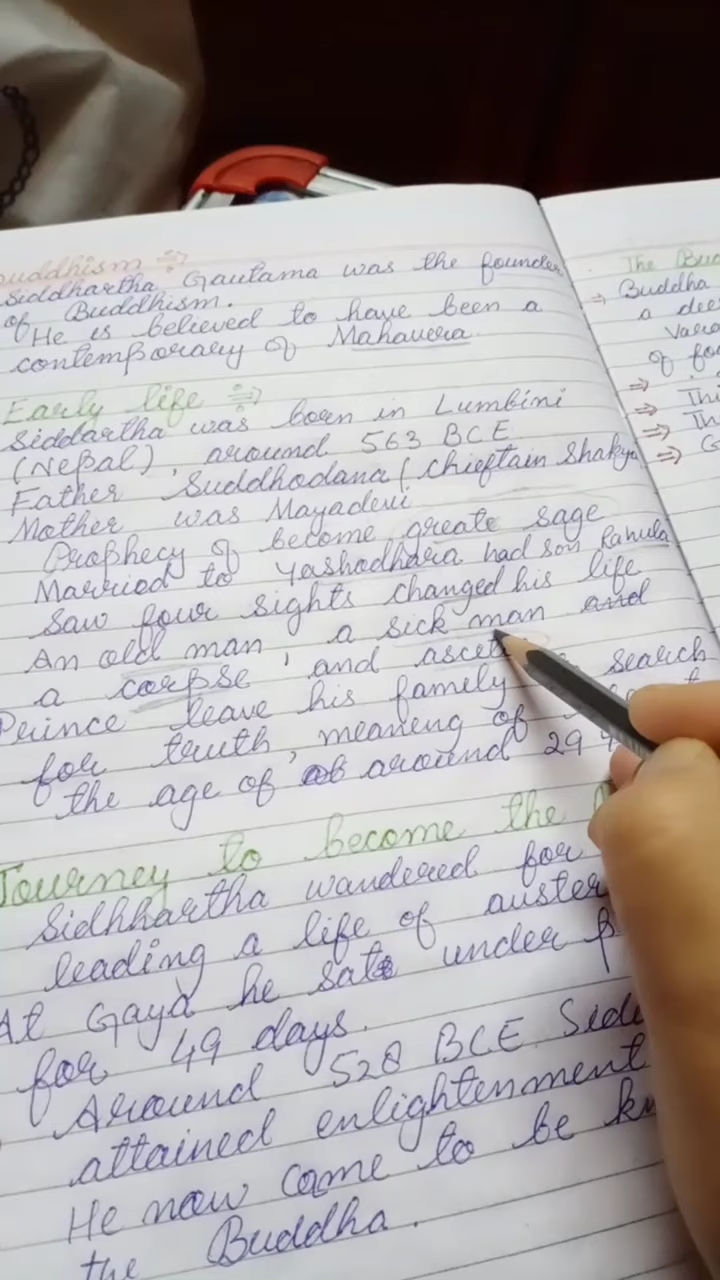 Buddhism ÷⇒
Siddhartha Gautama was the founder
of Buddhism.
He is believed to have been a
contemporary of Mahavera
Early life ÷⇒
Siddartha was born in Lumbini
(Nepal), around 563 BCE
Father Suddhodana (Chieftain Shakya
Mother was Mayadevi
Prophecy of become greate sage
Married to Yashodhara had son Rahula
Saw four sights changed his life
An old man, a sick man and
a corpse, and
Prince leave his family search
for truth, meaneng of
the age of around 29
Journey to become the
Sidhhartha wandered for
leading a life of auster
At Gaya he sat under
for 49 days.
Around 528 BCE Sid
attained enlightenment
He now came to be k
the Buddha.
The Bud
⇒ Buddha
a dee
of fo
⇒
⇒ Thi
⇒ Th
⇒ G